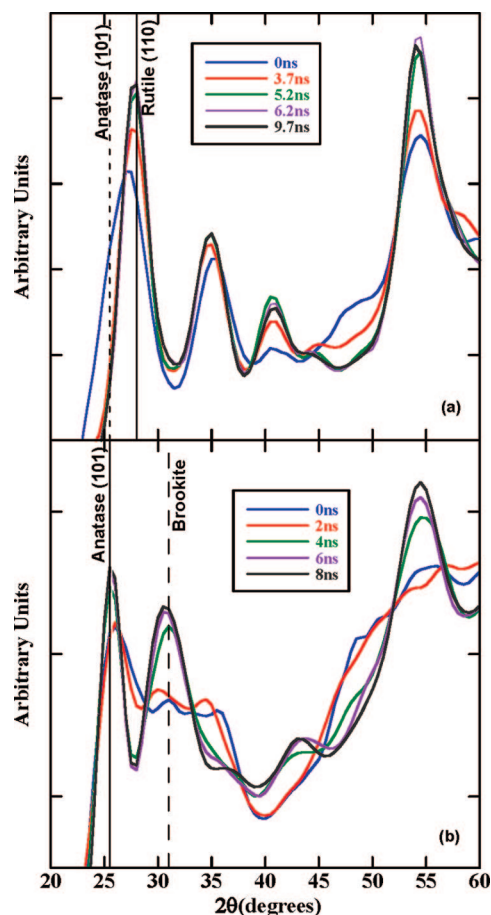 Anatase (101)
Rutile (110)
0ns
3.7ns
5.2ns
6.2ns
9.7ns
Arbitrary Units
(a)
Anatase (101)
Brookite
0ns
2ns
4ns
6ns
8ns
Arbitrary Units
(b)
20 25 30 35 40 45 50 55 60
2θ(degrees)